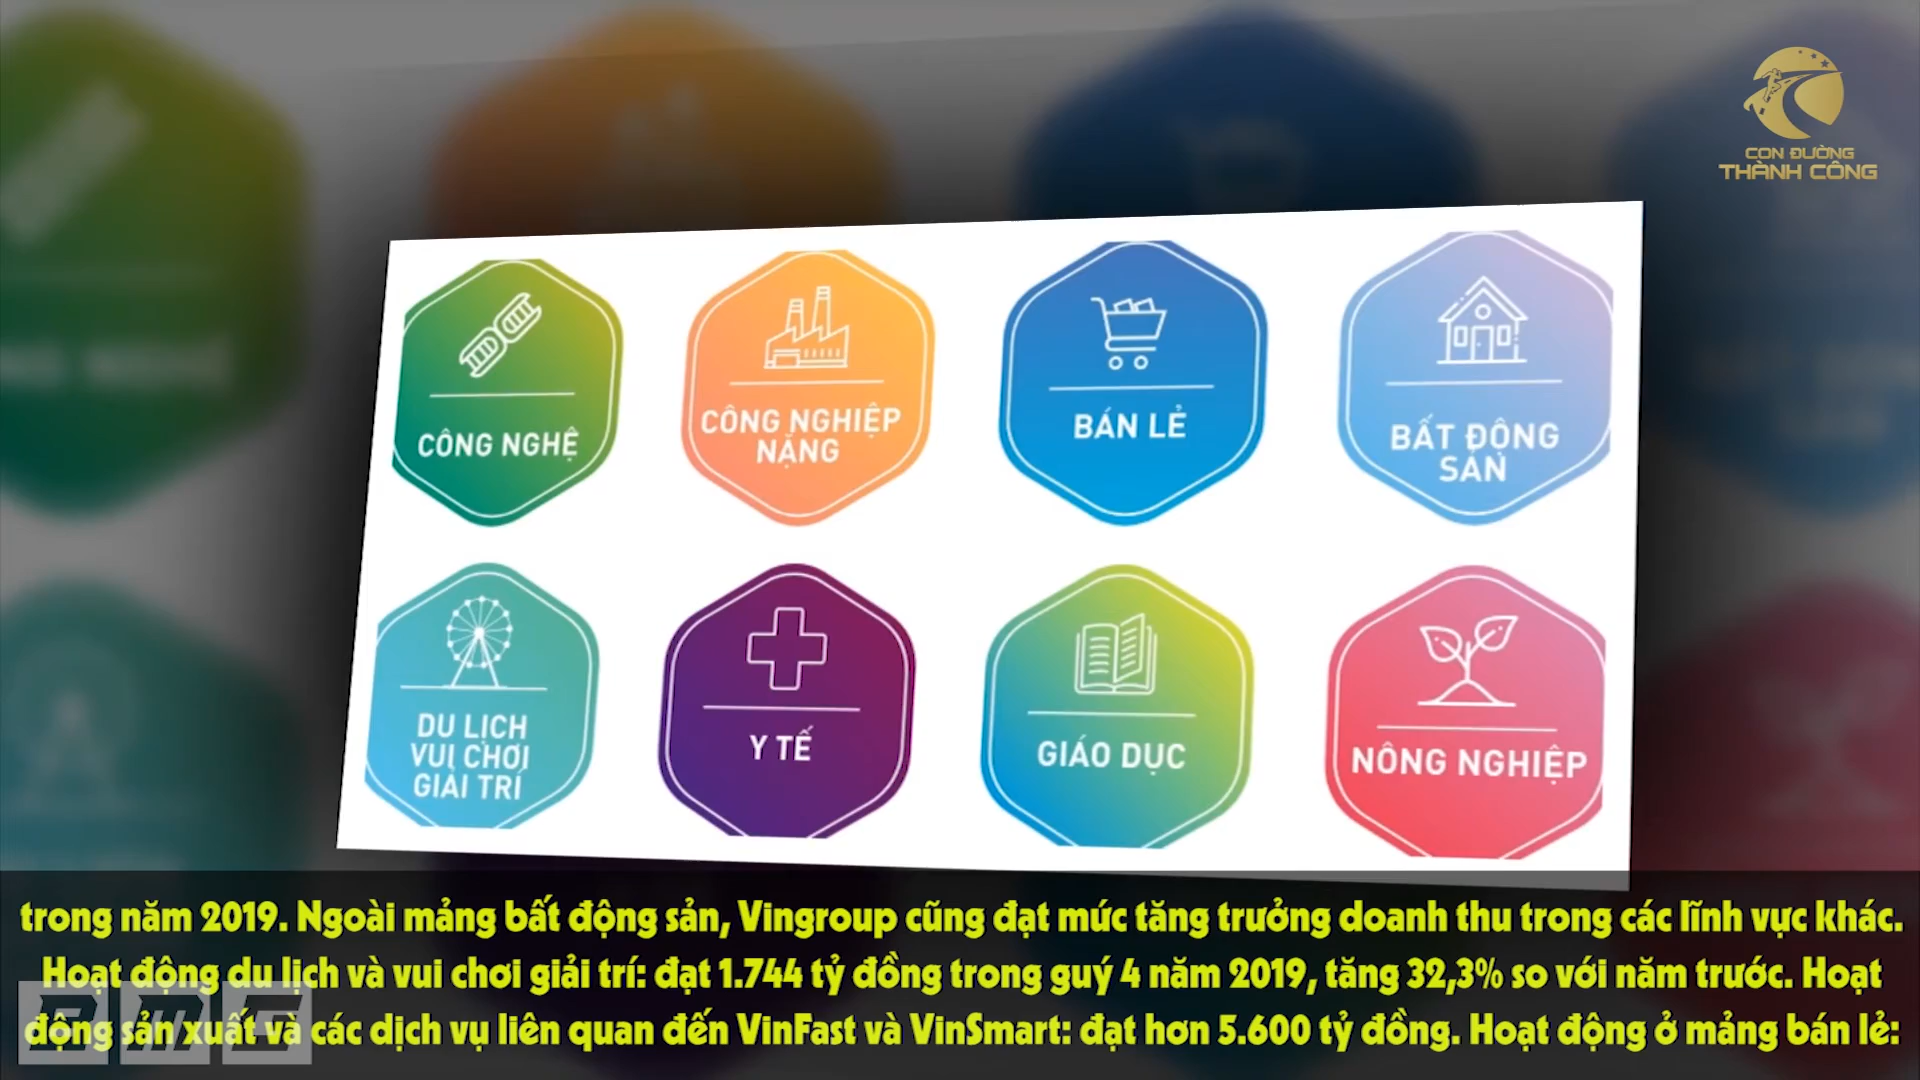 CON ĐƯỜNG
THÀNH CÔNG
CÔNG NGHỆ
CÔNG NGHIỆP
NẶNG
BÁN LẺ
BẤT ĐỘNG
SẢN
DU LỊCH
VUI CHƠI
GIẢI TRÍ
Y TẾ
GIÁO DỤC
NÔNG NGHIỆP
trong năm 2019. Ngoài mảng bất động sản, Vingroup cũng đạt mức tăng trưởng doanh thu trong các lĩnh vực khác.
Hoạt động du lịch và vui chơi giải trí: đạt 1.744 tỷ đồng trong quý 4 năm 2019, tăng 32,3% so với năm trước. Hoạt
động sản xuất và các dịch vụ liên quan đến VinFast và VinSmart: đạt hơn 5.600 tỷ đồng. Hoạt động ở mảng bán lẻ: